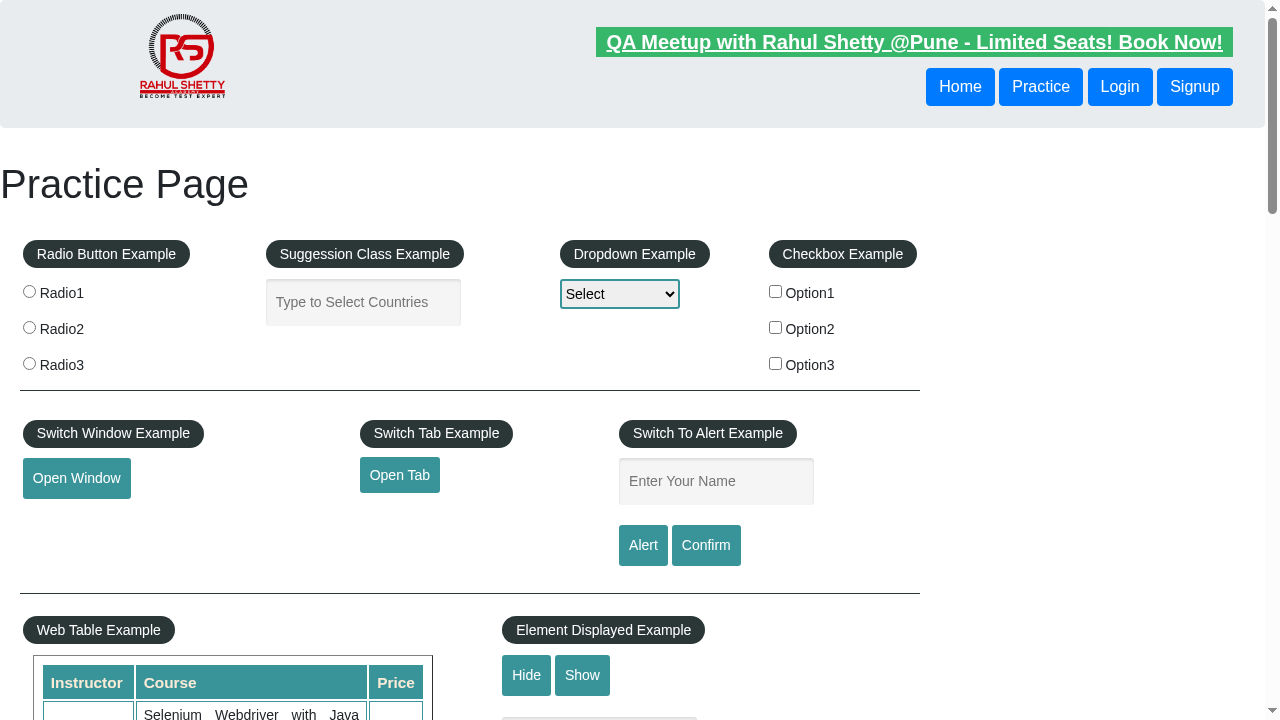 RAHUL SHETTY
ACADEMY
BECOME TEST EXPERT
QA Meetup with Rahul Shetty @Pune - Limited Seats! Book Now!
Home Practice Login Signup
Practice Page
Radio Button Example
Radio1
Radio2
Radio3
Suggession Class Example
Type to Select Countries
Dropdown Example
Select
Checkbox Example
Option1
Option2
Option3
Switch Window Example
Open Window
Switch Tab Example
Open Tab
Switch To Alert Example
Enter Your Name
Alert Confirm
Web Table Example
Instructor Course Price
Selenium Webdriver with Java
Element Displayed Example
Hide Show